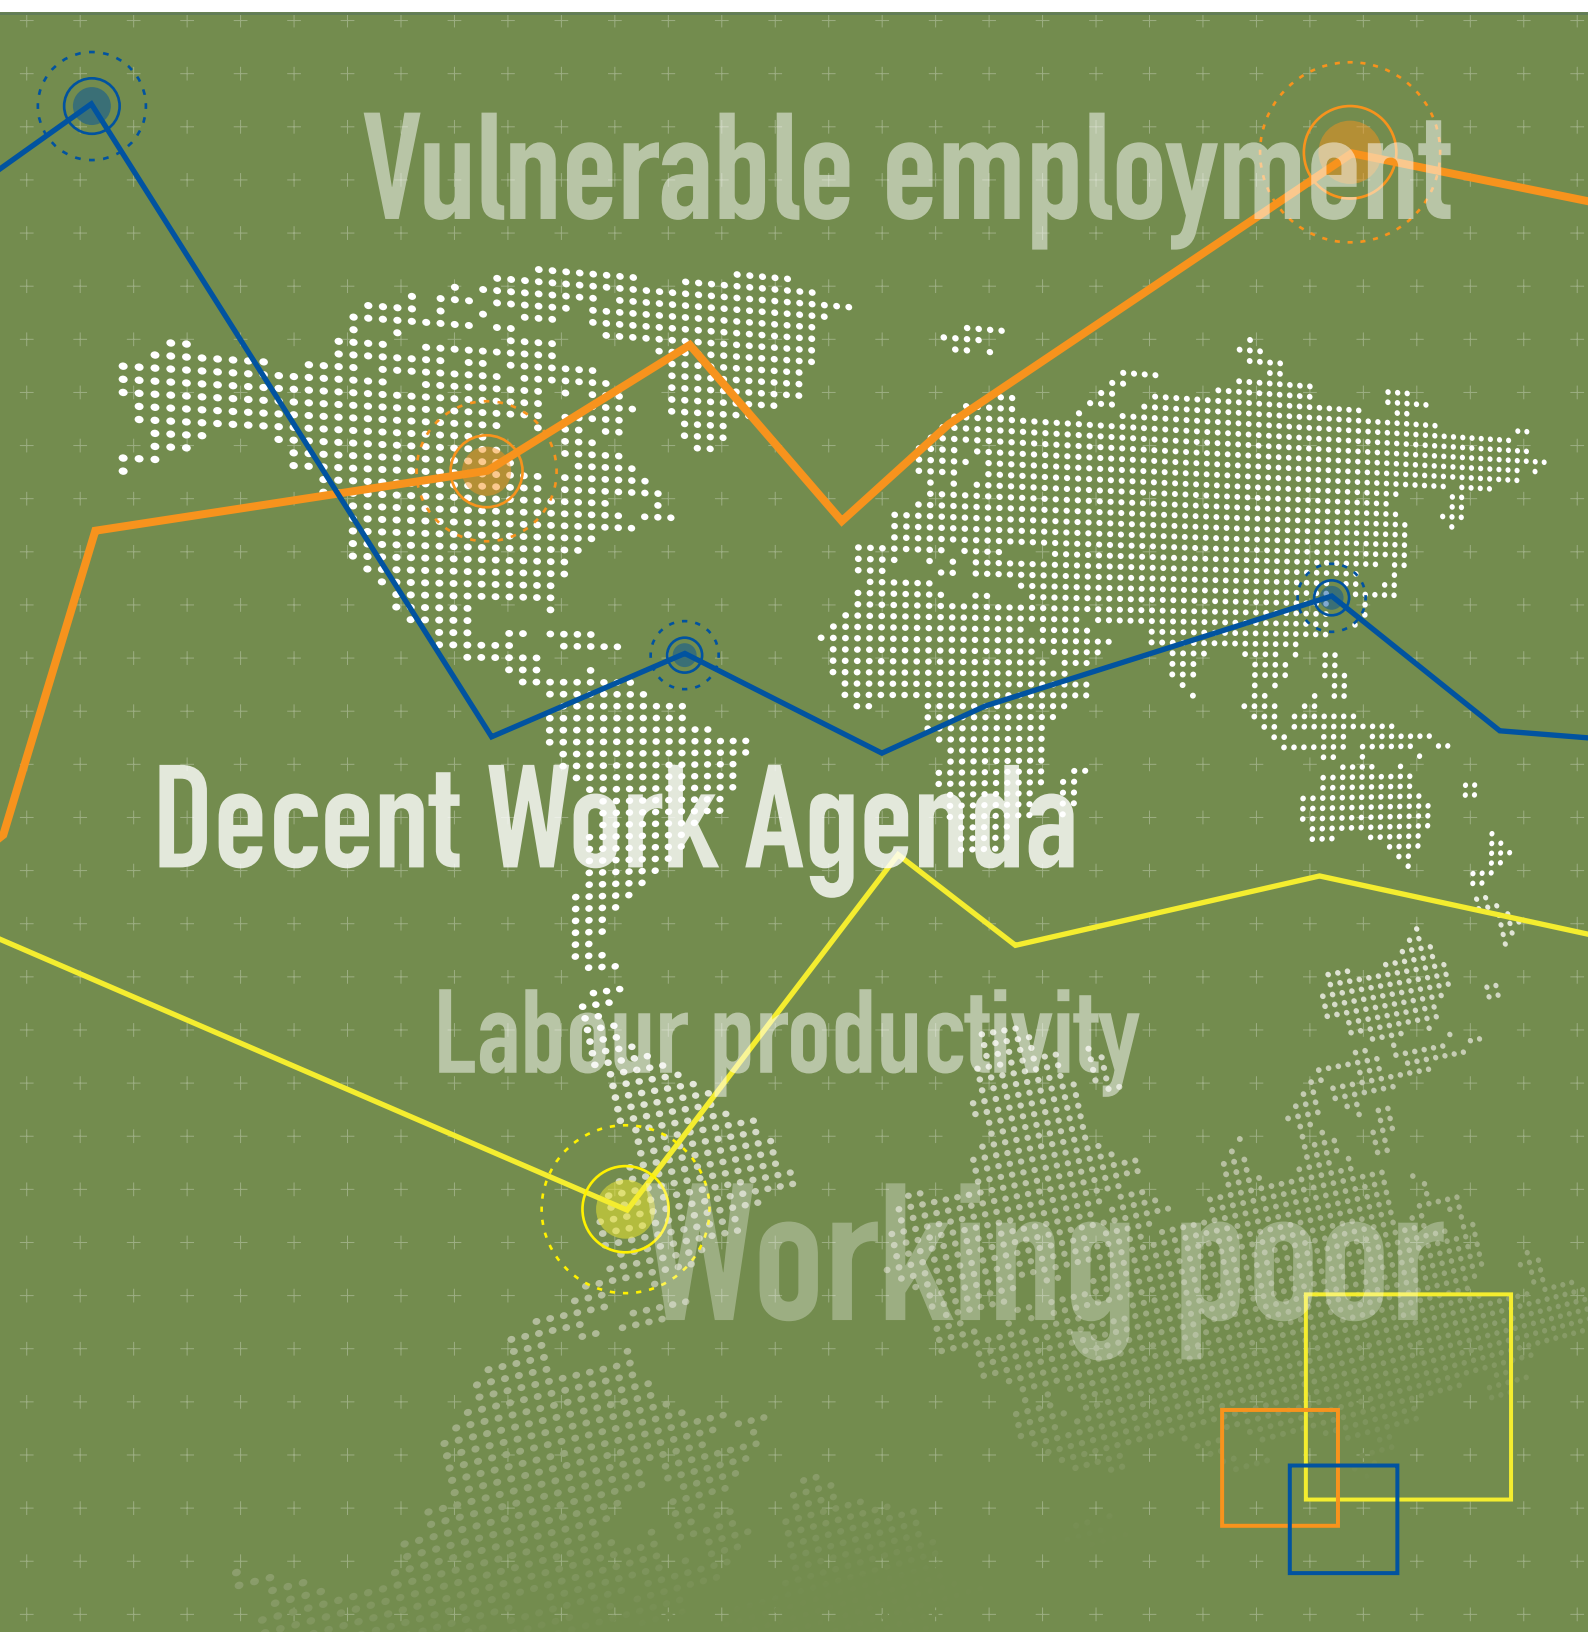 Vulnerable employment
Decent Work Agenda
Labour productivity
Working poor